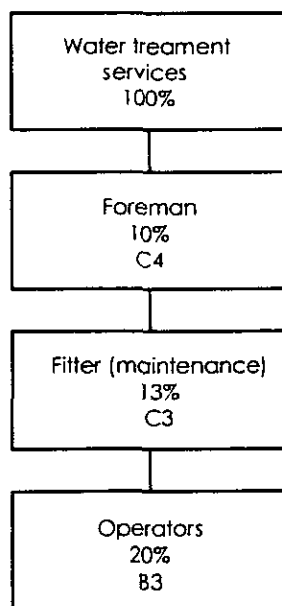 Water treament
services
100%
Foreman
10%
C4
Fitter (maintenance)
13%
C3
Operators
20%
B3